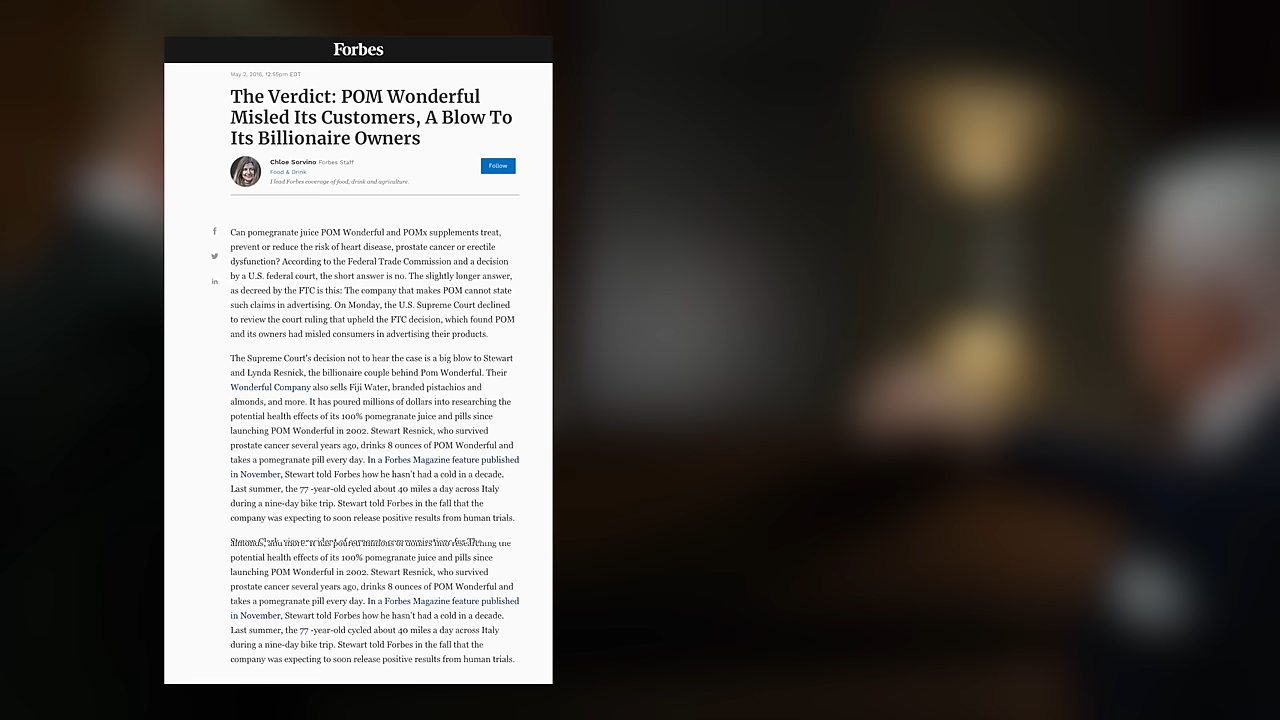 Forbes
May 2, 2016, 12:55pm EDT
The Verdict: POM Wonderful
Misled Its Customers, A Blow To
Its Billionaire Owners
Chloe Sorvino Forbes Staff
Food & Drink
I lead Forbes coverage of food, drink and agriculture.
Follow
f
in
Can pomegranate juice POM Wonderful and POMx supplements treat,
prevent or reduce the risk of heart disease, prostate cancer or erectile
dysfunction? According to the Federal Trade Commission and a decision
by a U.S. federal court, the short answer is no. The slightly longer answer,
as decreed by the FTC is this: The company that makes POM cannot state
such claims in advertising. On Monday, the U.S. Supreme Court declined
to review the court ruling that upheld the FTC decision, which found POM
and its owners had misled consumers in advertising their products.
The Supreme Court's decision not to hear the case is a big blow to Stewart
and Lynda Resnick, the billionaire couple behind Pom Wonderful. Their
Wonderful Company also sells Fiji Water, branded pistachios and
almonds, and more. It has poured millions of dollars into researching the
potential health effects of its 100% pomegranate juice and pills since
launching POM Wonderful in 2002. Stewart Resnick, who survived
prostate cancer several years ago, drinks 8 ounces of POM Wonderful and
takes a pomegranate pill every day. In a Forbes Magazine feature published
in November, Stewart told Forbes how he hasn't had a cold in a decade.
Last summer, the 77 -year-old cycled about 40 miles a day across Italy
during a nine-day bike trip. Stewart told Forbes in the fall that the
company was expecting to soon release positive results from human trials.
almonds, and more. It has poured millions of dollars into researching the
potential health effects of its 100% pomegranate juice and pills since
launching POM Wonderful in 2002. Stewart Resnick, who survived
prostate cancer several years ago, drinks 8 ounces of POM Wonderful and
takes a pomegranate pill every day. In a Forbes Magazine feature published
in November, Stewart told Forbes how he hasn't had a cold in a decade.
Last summer, the 77 -year-old cycled about 40 miles a day across Italy
during a nine-day bike trip. Stewart told Forbes in the fall that the
company was expecting to soon release positive results from human trials.